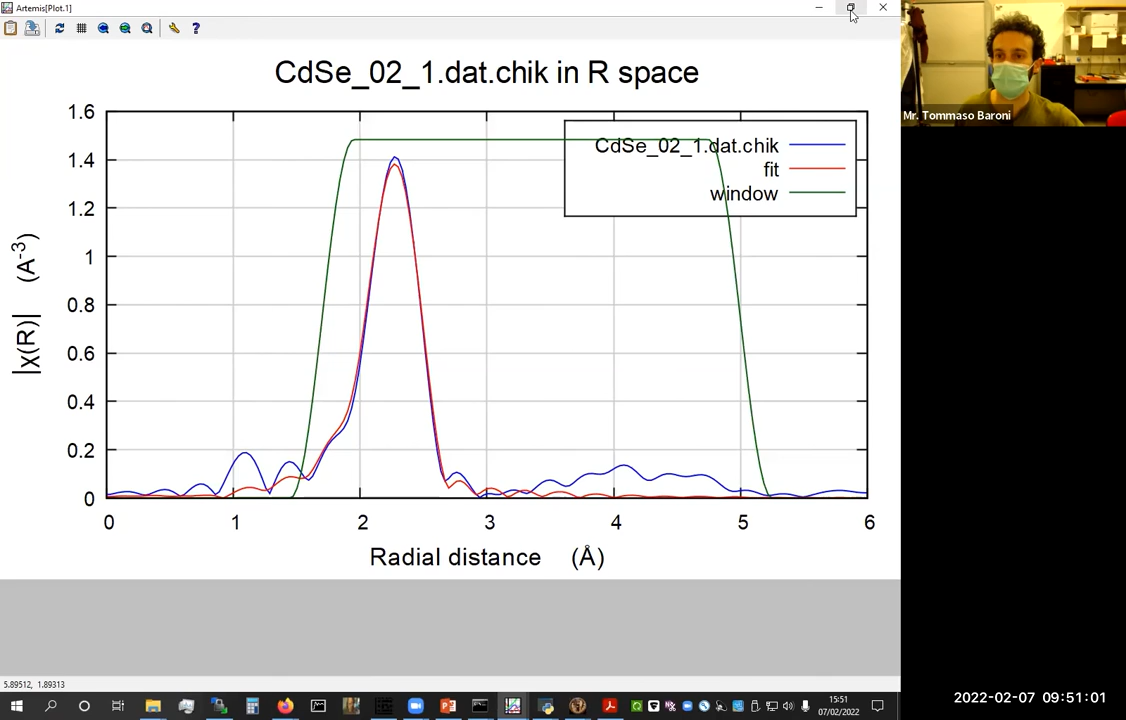 Artemis[Plot.1]
CdSe_02_1.dat.chik in R space
CdSe_02_1.dat.chik
fit
window
|χ(R)| (A⁻³)
1.6
1.4
1.2
1
0.8
0.6
0.4
0.2
0
0 1 2 3 4 5 6
Radial distance (Å)
5.89512, 1.89313
Mr. Tommaso Baroni
15:51
07/02/2022
2022-02-07 09:51:01